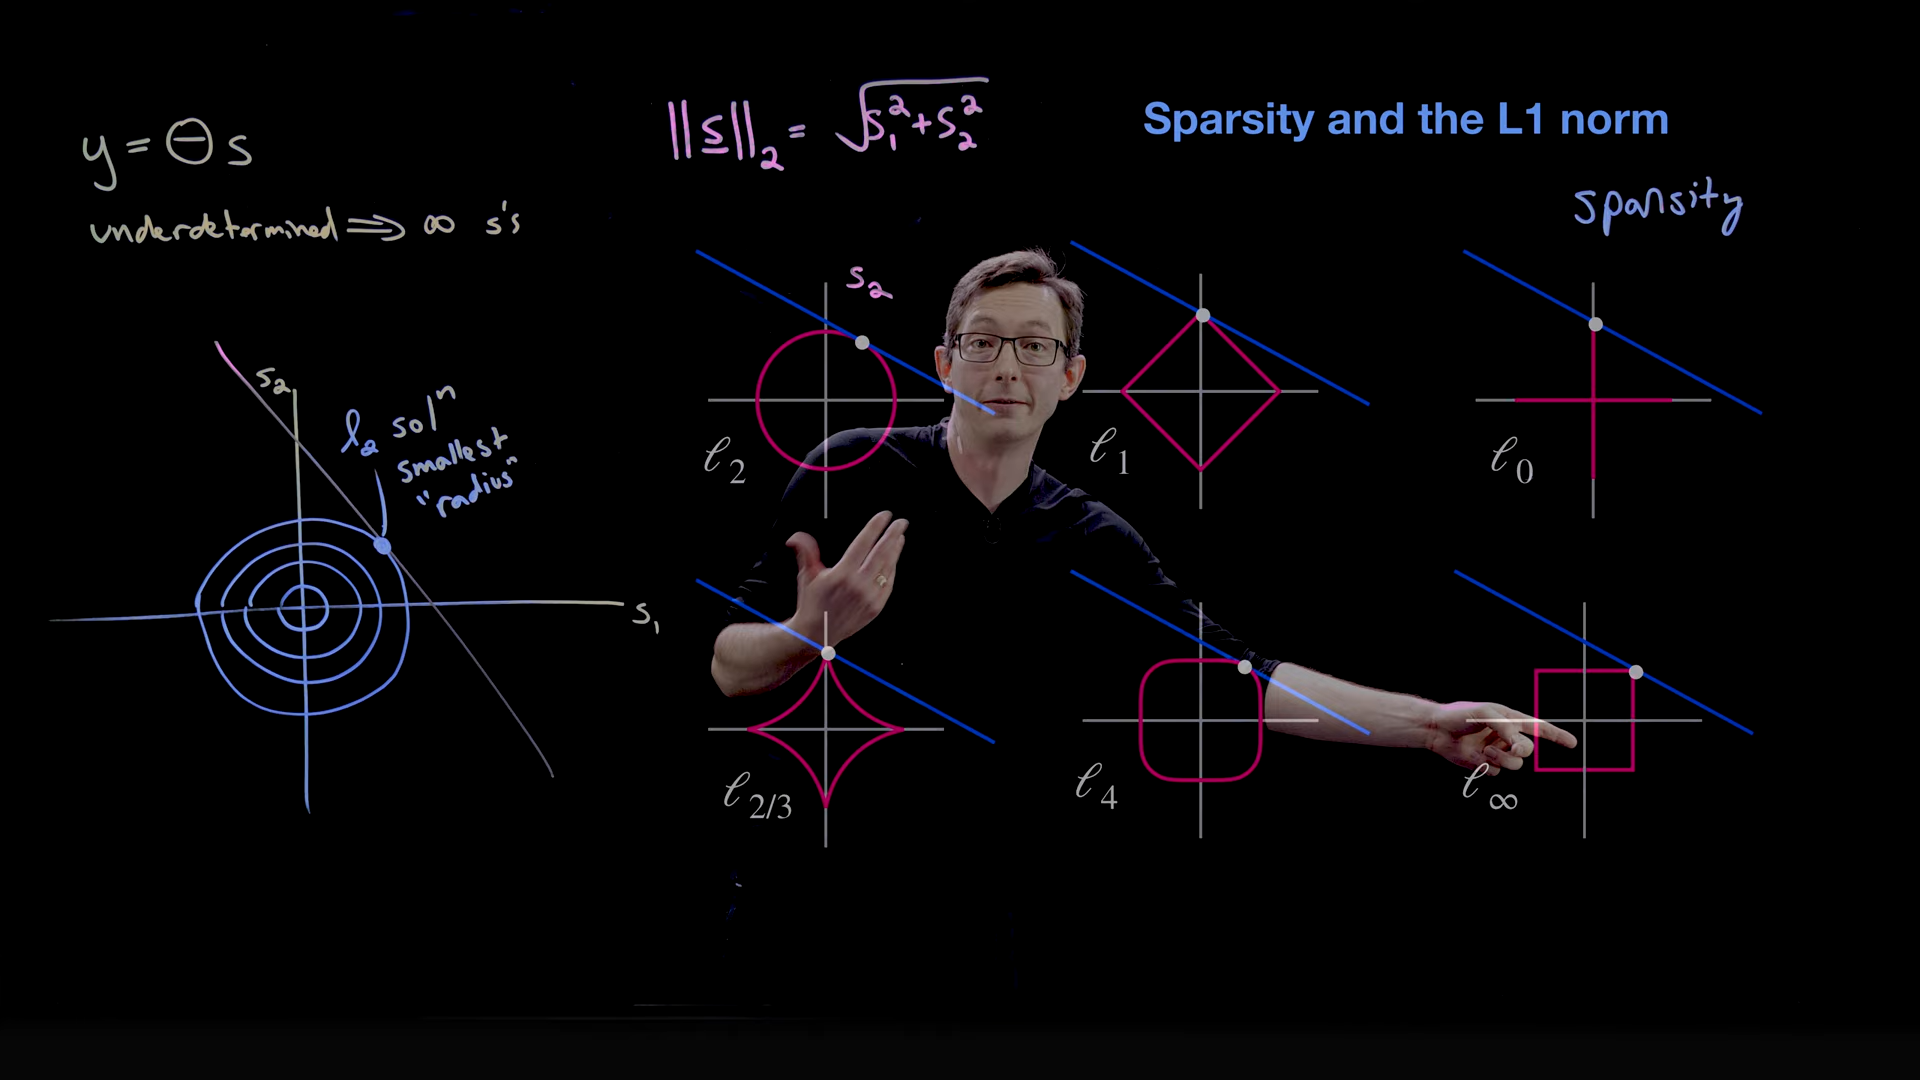 y = Θ s
underdetermined ⟹ ∞ s's
||s||₂ = √(s₁² + s₂²)
Sparsity and the L1 norm
sparsity
s₂
l₂ solⁿ
smallest
"radius"
s₁
s₂
ℓ₂
ℓ₁
ℓ₀
ℓ₂/₃
ℓ₄
ℓ∞